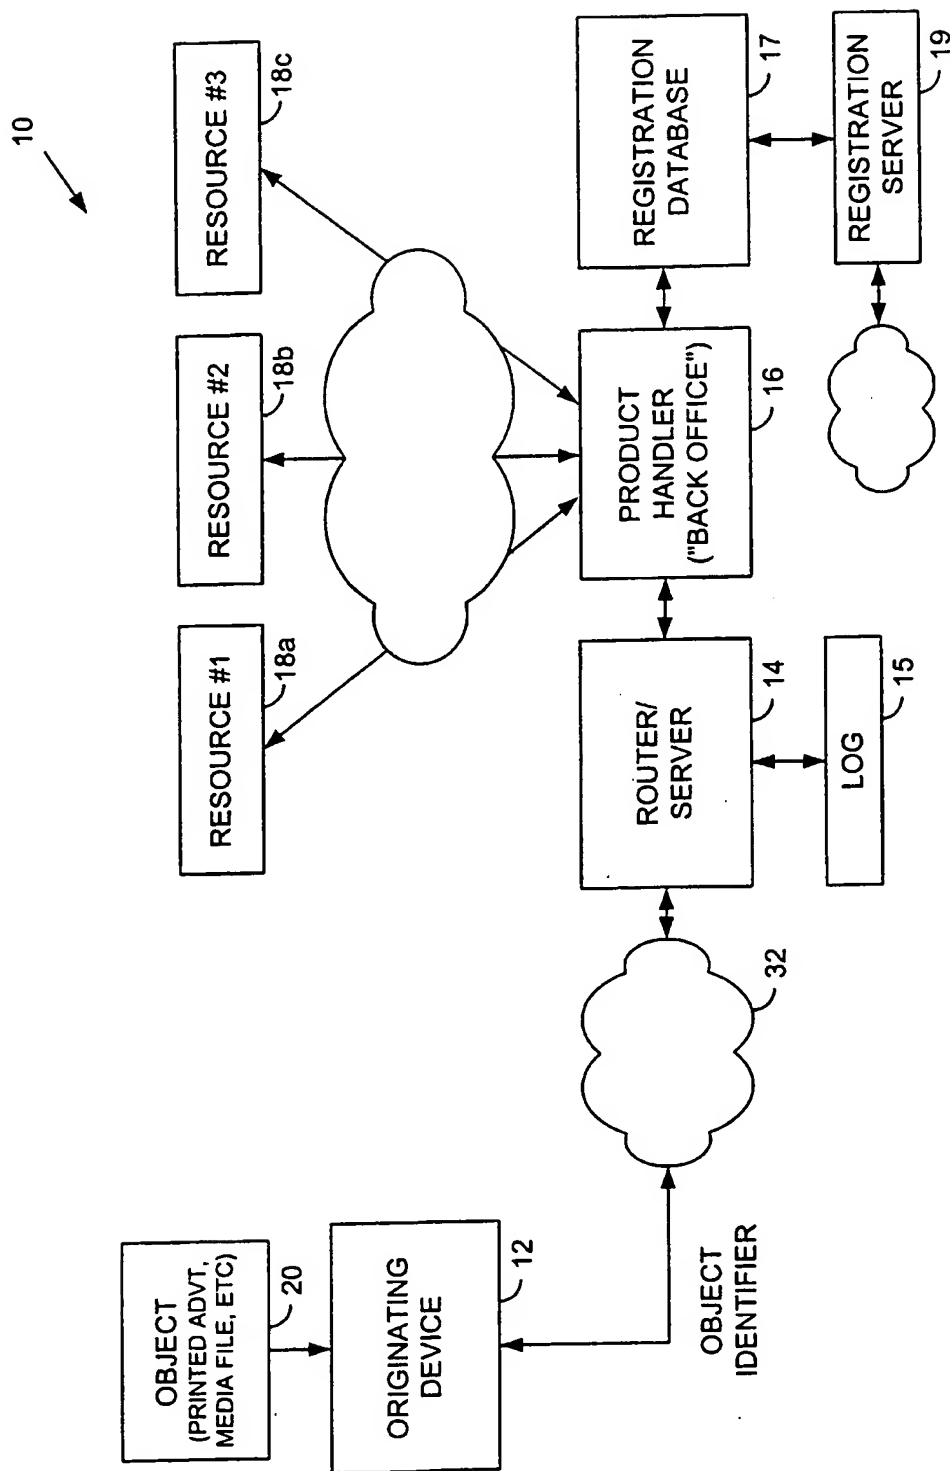 10
RESOURCE #1
18a
RESOURCE #2
18b
RESOURCE #3
18c
OBJECT
(PRINTED ADVT,
MEDIA FILE, ETC)
20
ORIGINATING
DEVICE
12
OBJECT
IDENTIFIER
32
ROUTER/
SERVER
14
LOG
15
PRODUCT
HANDLER
("BACK OFFICE")
16
REGISTRATION
DATABASE
17
REGISTRATION
SERVER
19